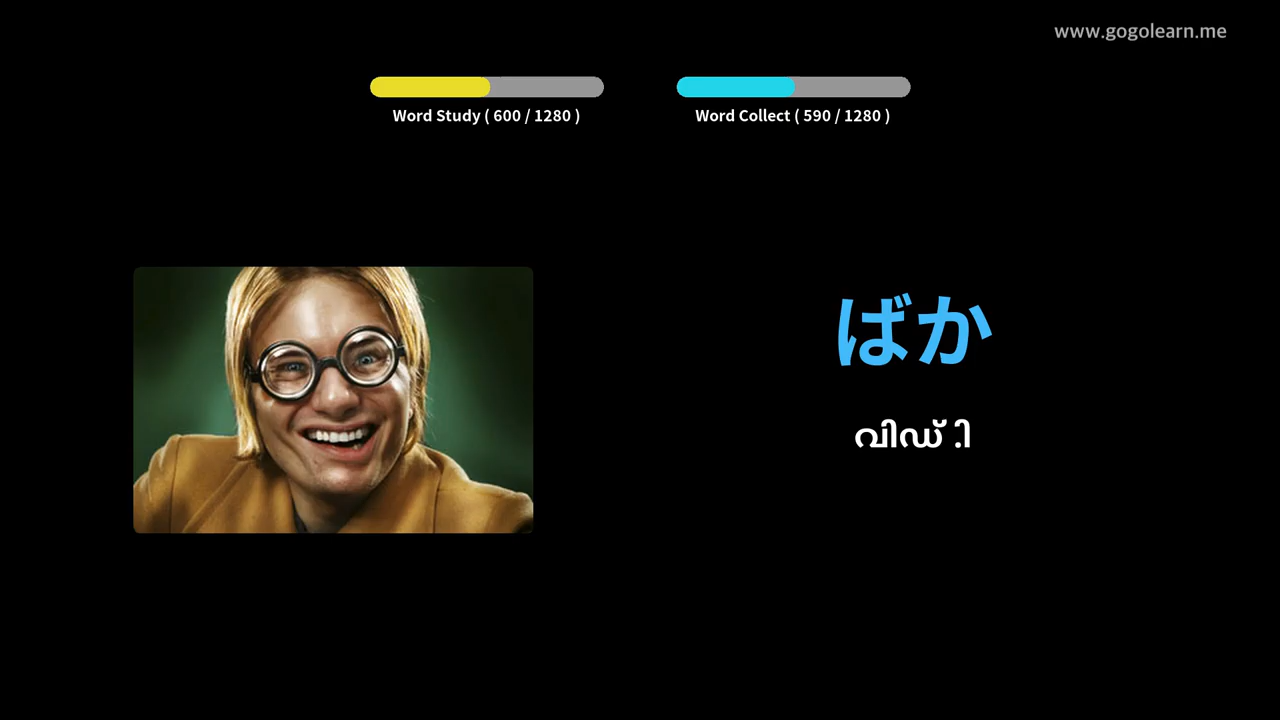 www.gogolearn.me
Word Study ( 600 / 1280 )
Word Collect ( 590 / 1280 )
ばか
വിഡ് ഢി